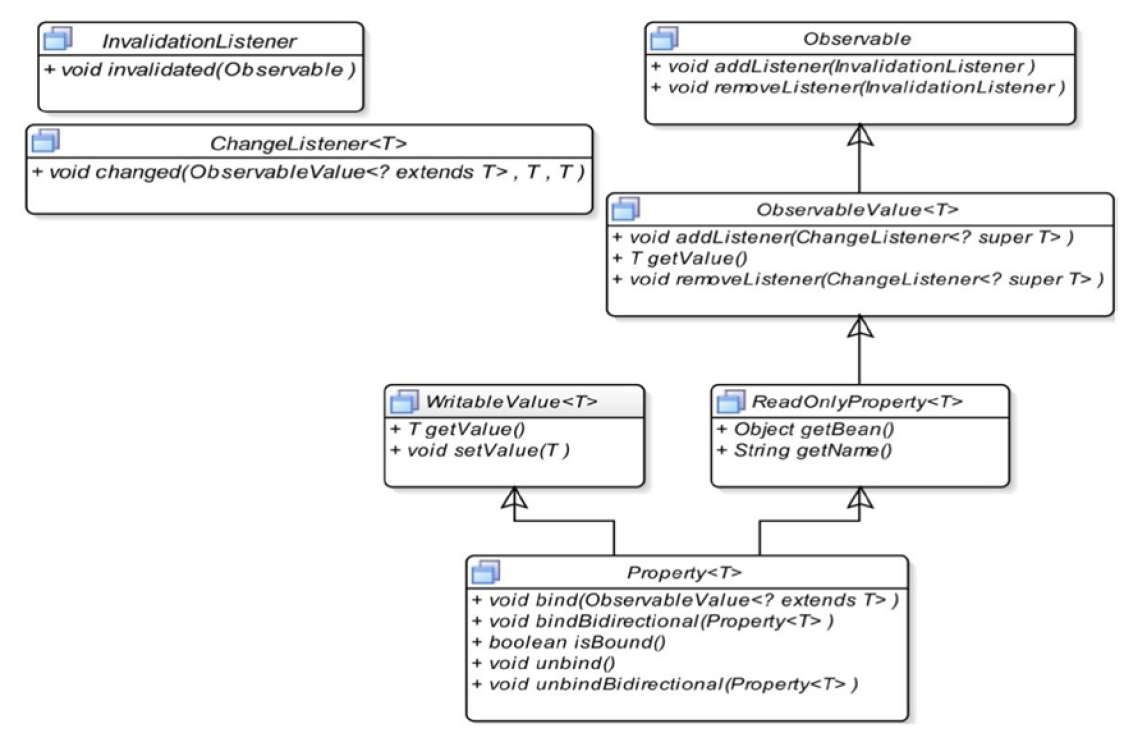 InvalidationListener
+ void invalidated(Observable )
Observable
+ void addListener(InvalidationListener )
+ void removeListener(InvalidationListener )
ChangeListener<T>
+ void changed(ObservableValue<? extends T> , T , T )
ObservableValue<T>
+ void addListener(ChangeListener<? super T> )
+ T getValue()
+ void removeListener(ChangeListener<? super T> )
WritableValue<T>
+ T getValue()
+ void setValue(T )
ReadOnlyProperty<T>
+ Object getBean()
+ String getName()
Property<T>
+ void bind(ObservableValue<? extends T> )
+ void bindBidirectional(Property<T> )
+ boolean isBound()
+ void unbind()
+ void unbindBidirectional(Property<T> )